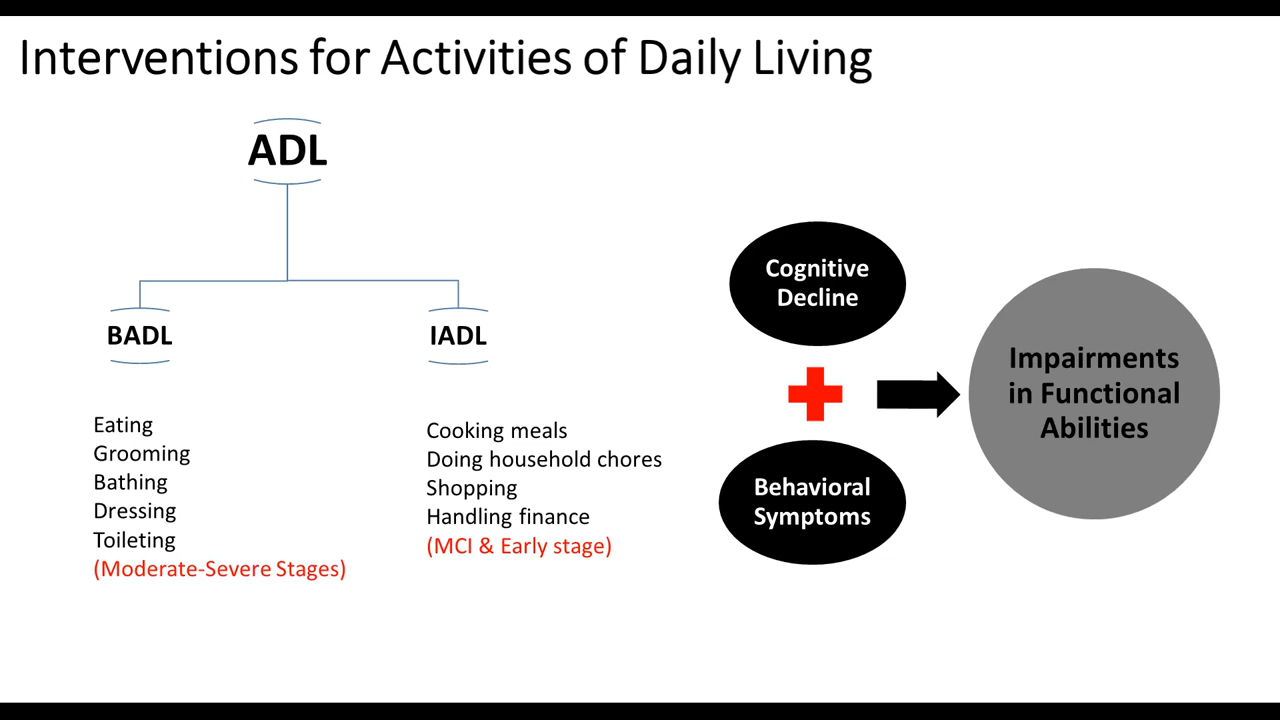 Interventions for Activities of Daily Living
ADL
BADL
IADL
Eating
Grooming
Bathing
Dressing
Toileting
(Moderate-Severe Stages)
Cooking meals
Doing household chores
Shopping
Handling finance
(MCI & Early stage)
Cognitive
Decline
Behavioral
Symptoms
Impairments
in Functional
Abilities